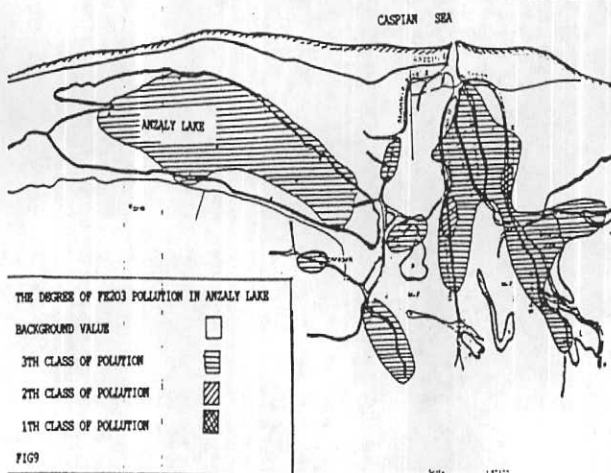 CASPIAN SEA
ANZALY LAKE
THE DEGREE OF FE2O3 POLLUTION IN ANZALY LAKE
BACKGROUND VALUE
3TH CLASS OF POLUTION
2TH CLASS OF POLLUTION
1TH CLASS OF POLLUTION
FIG9